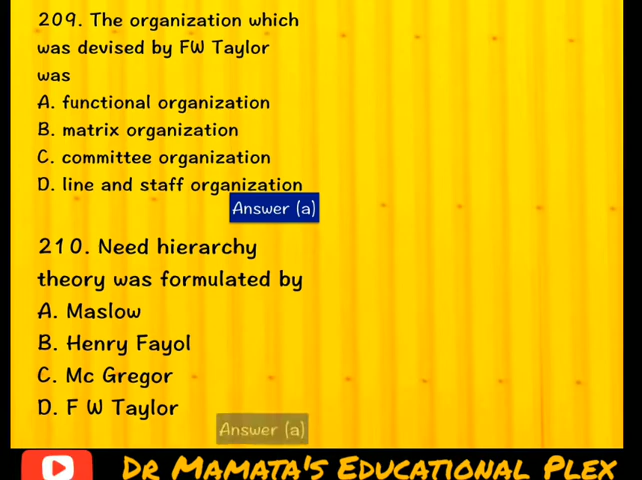 209. The organization which
was devised by FW Taylor
was
A. functional organization
B. matrix organization
C. committee organization
D. line and staff organization
Answer (a)
210. Need hierarchy
theory was formulated by
A. Maslow
B. Henry Fayol
C. Mc Gregor
D. F W Taylor
Answer (a)
DR MAMATA'S EDUCATIONAL PLEX